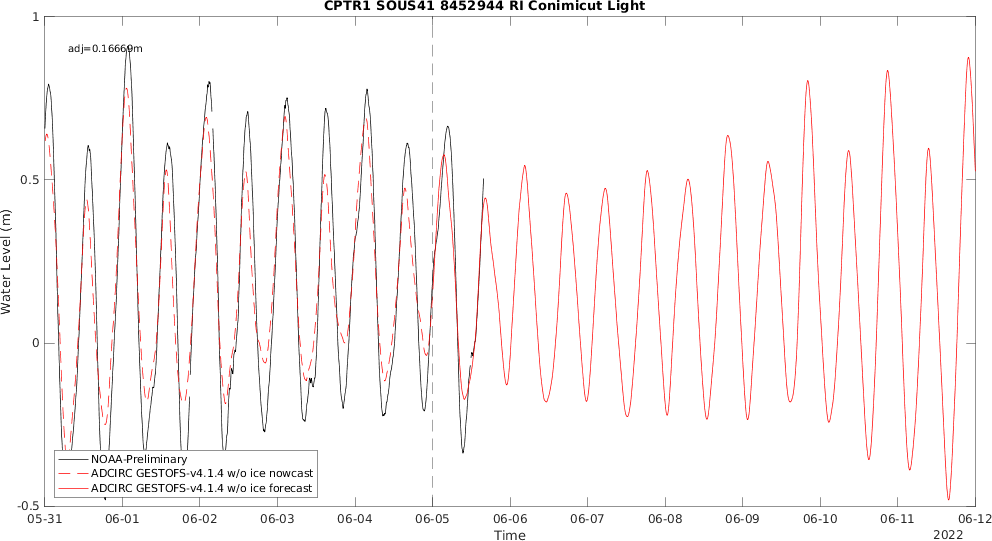 CPTR1 SOUS41 8452944 RI Conimicut Light
adj=0.16669m
Water Level (m)
1
0.5
0
-0.5
NOAA-Preliminary
ADCIRC GESTOFS-v4.1.4 w/o ice nowcast
ADCIRC GESTOFS-v4.1.4 w/o ice forecast
05-31 06-01 06-02 06-03 06-04 06-05 06-06 06-07 06-08 06-09 06-10 06-11 06-12
Time
2022